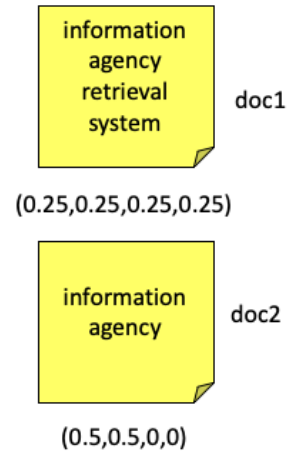 information
agency
retrieval
system
doc1
(0.25,0.25,0.25,0.25)
information
agency
doc2
(0.5,0.5,0,0)